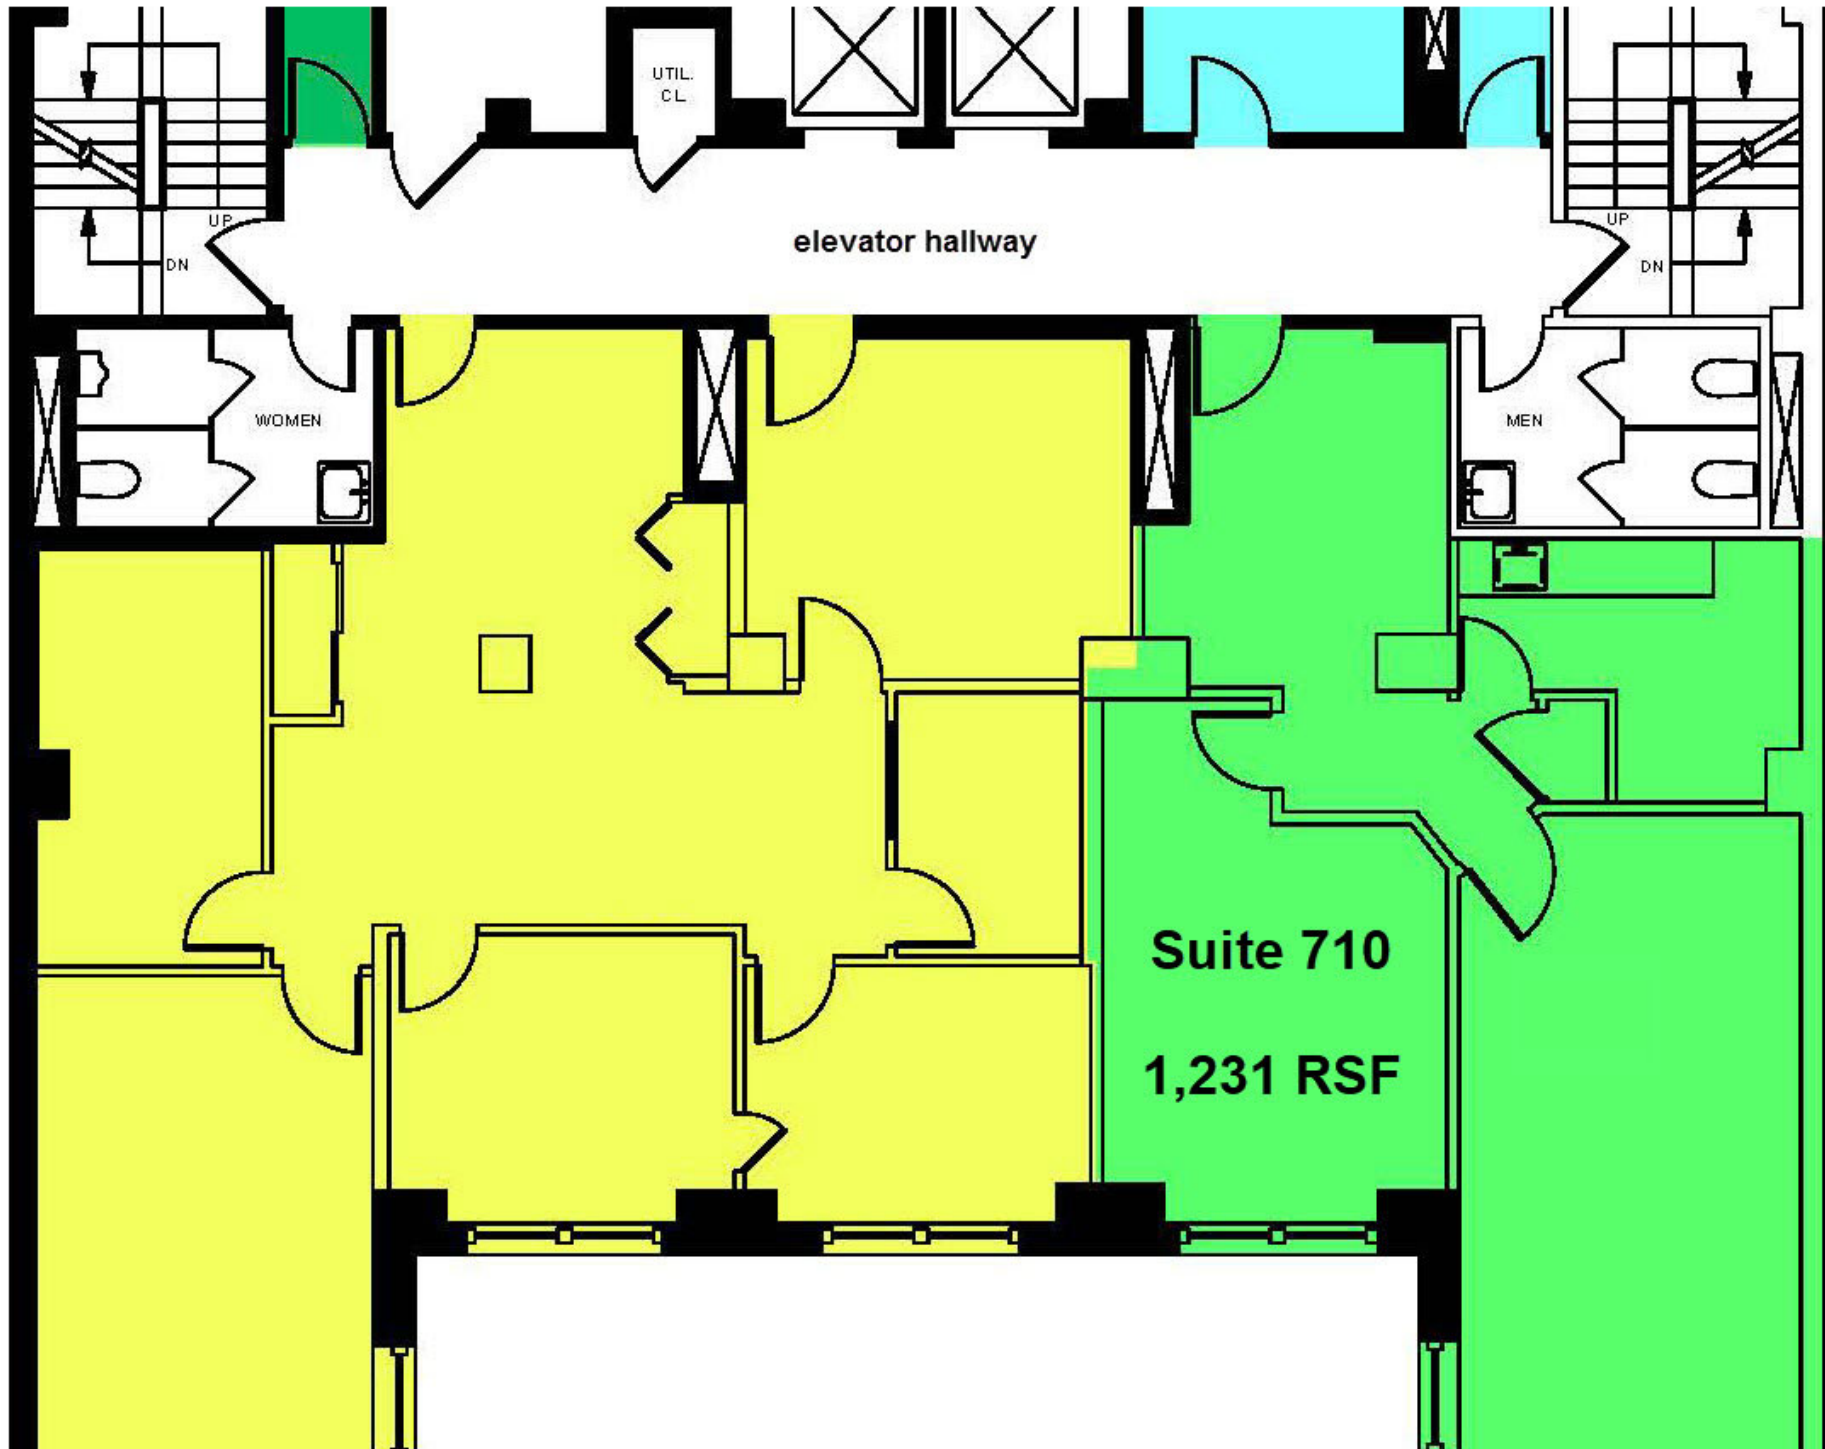 UTIL.
CL.
UP
DN
elevator hallway
UP
DN
WOMEN
MEN
Suite 710
1,231 RSF